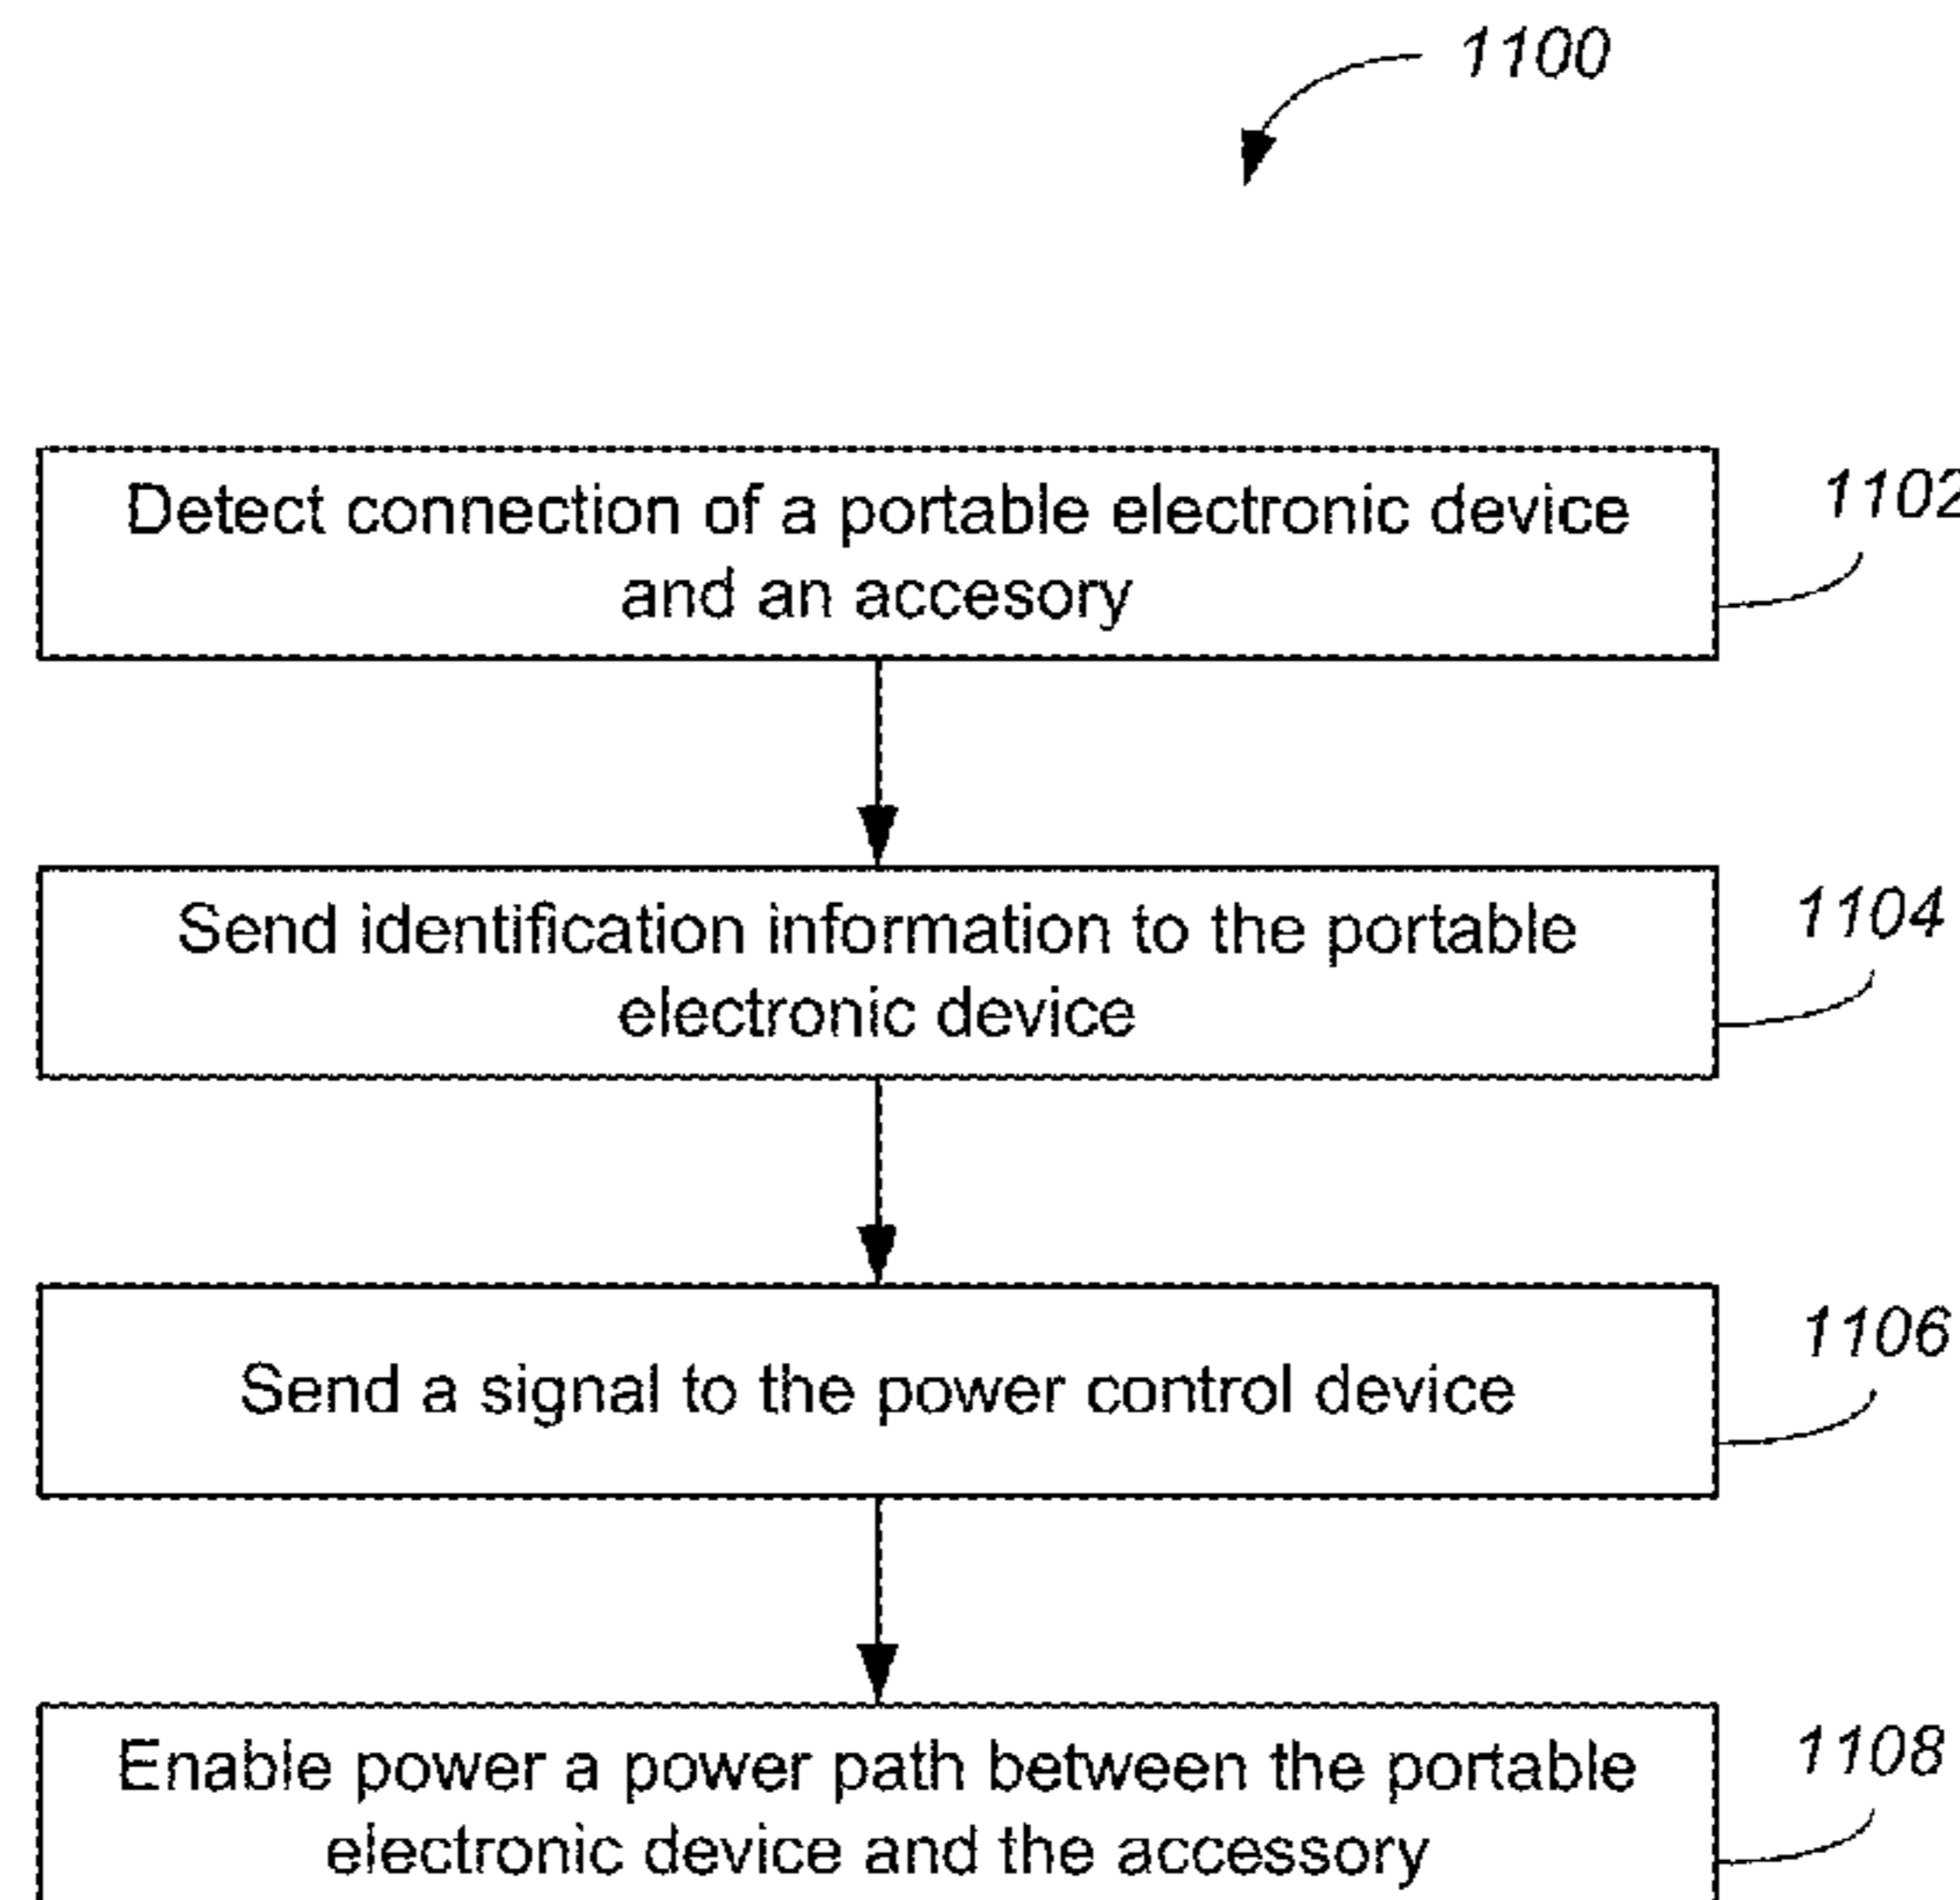 1100
Detect connection of a portable electronic device
and an accesory
1102
Send identification information to the portable
electronic device
1104
Send a signal to the power control device
1106
Enable power a power path between the portable
electronic device and the accessory
1108